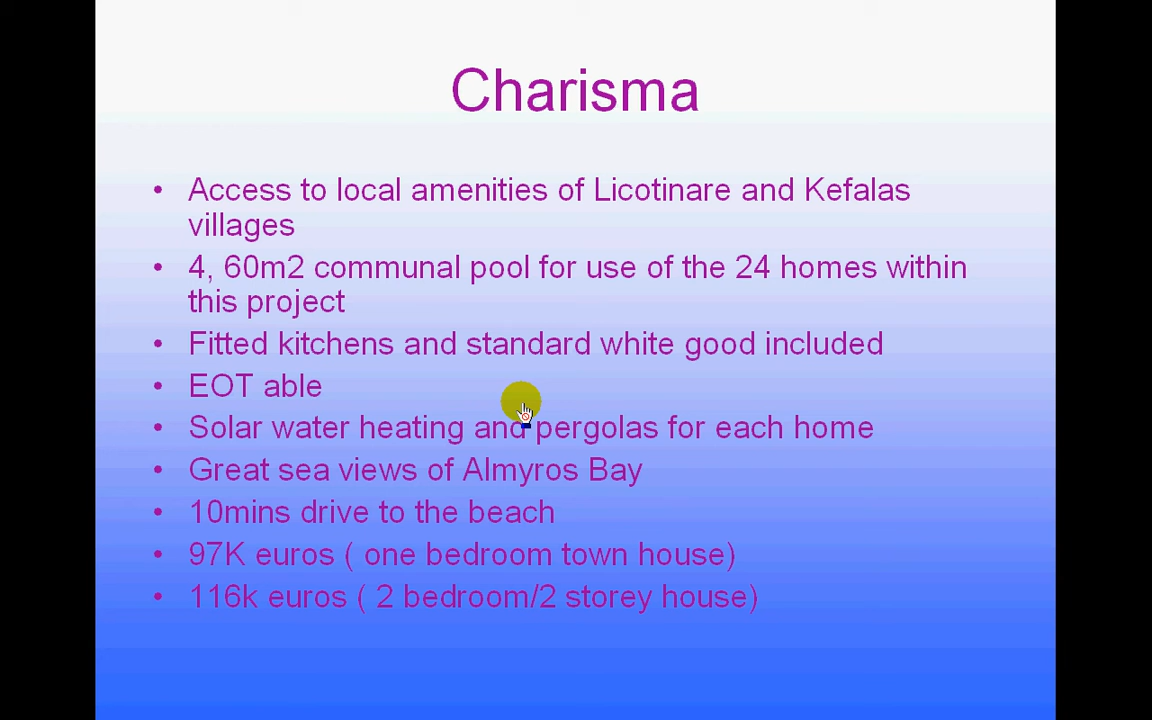 Charisma
• Access to local amenities of Licotinare and Kefalas
villages
• 4, 60m2 communal pool for use of the 24 homes within
this project
• Fitted kitchens and standard white good included
• EOT able
• Solar water heating and pergolas for each home
• Great sea views of Almyros Bay
• 10mins drive to the beach
• 97K euros ( one bedroom town house)
• 116k euros ( 2 bedroom/2 storey house)